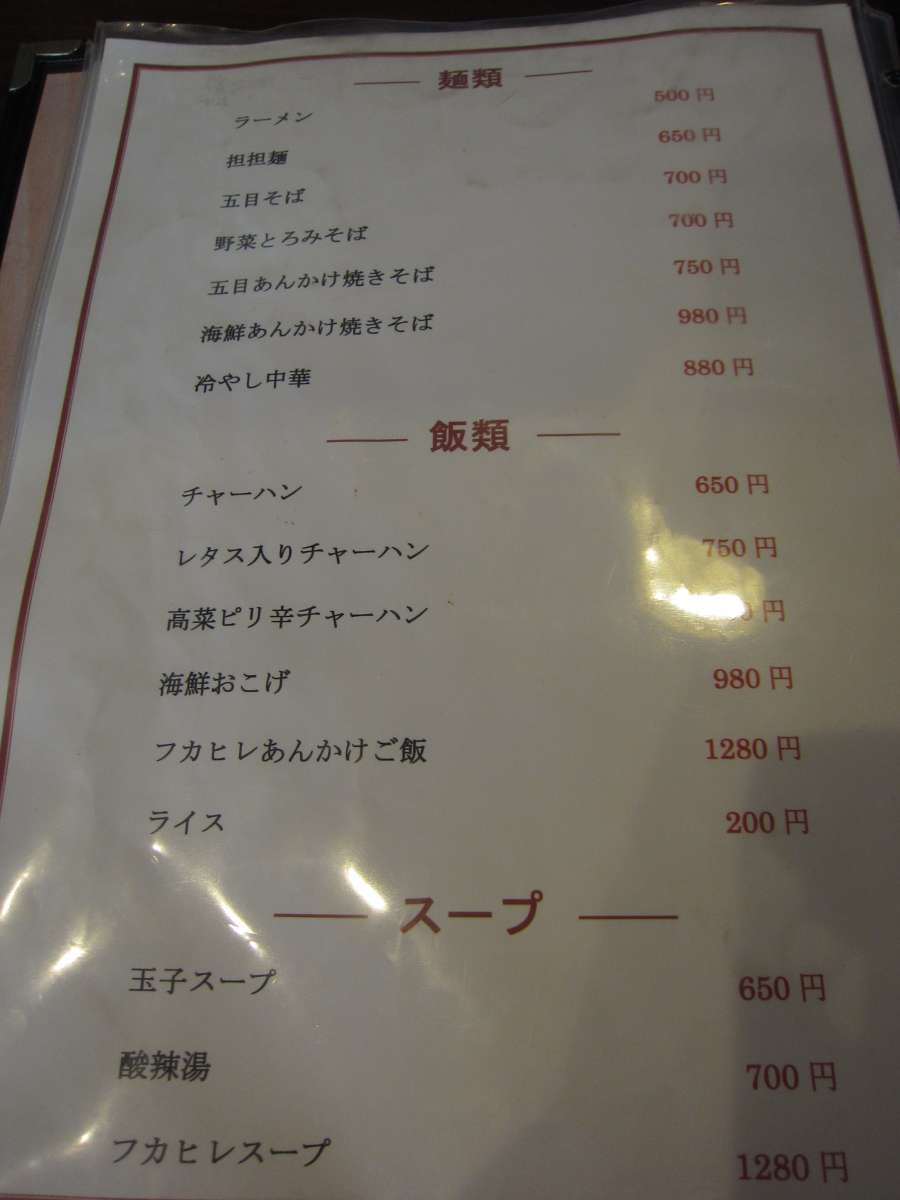 麺類
ラーメン 500円
担担麺 650円
五目そば 700円
野菜とろみそば 700円
五目あんかけ焼きそば 750円
海鮮あんかけ焼きそば 980円
冷やし中華 880円
飯類
チャーハン 650円
レタス入りチャーハン 750円
高菜ピリ辛チャーハン 円
海鮮おこげ 980円
フカヒレあんかけご飯 1280円
ライス 200円
スープ
玉子スープ 650円
酸辣湯 700円
フカヒレスープ 1280円